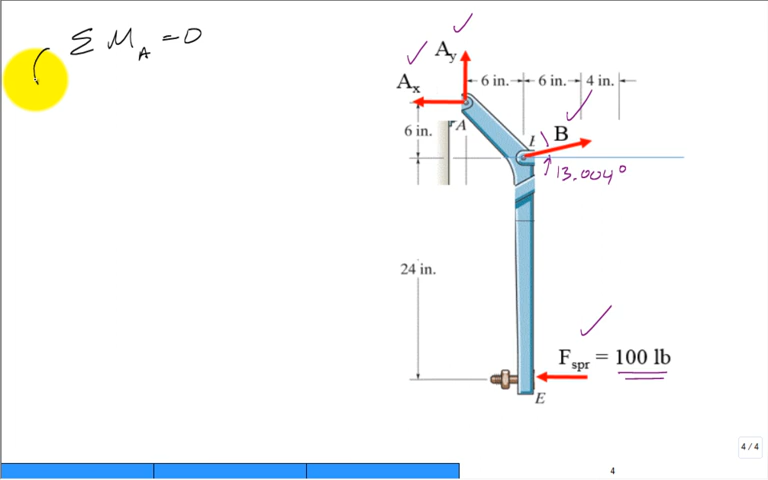 Σ M_A = 0
A_y
A_x
6 in.
6 in.
4 in.
6 in.
A
B
13.004°
24 in.
F_spr = 100 lb
E
4 / 4
4